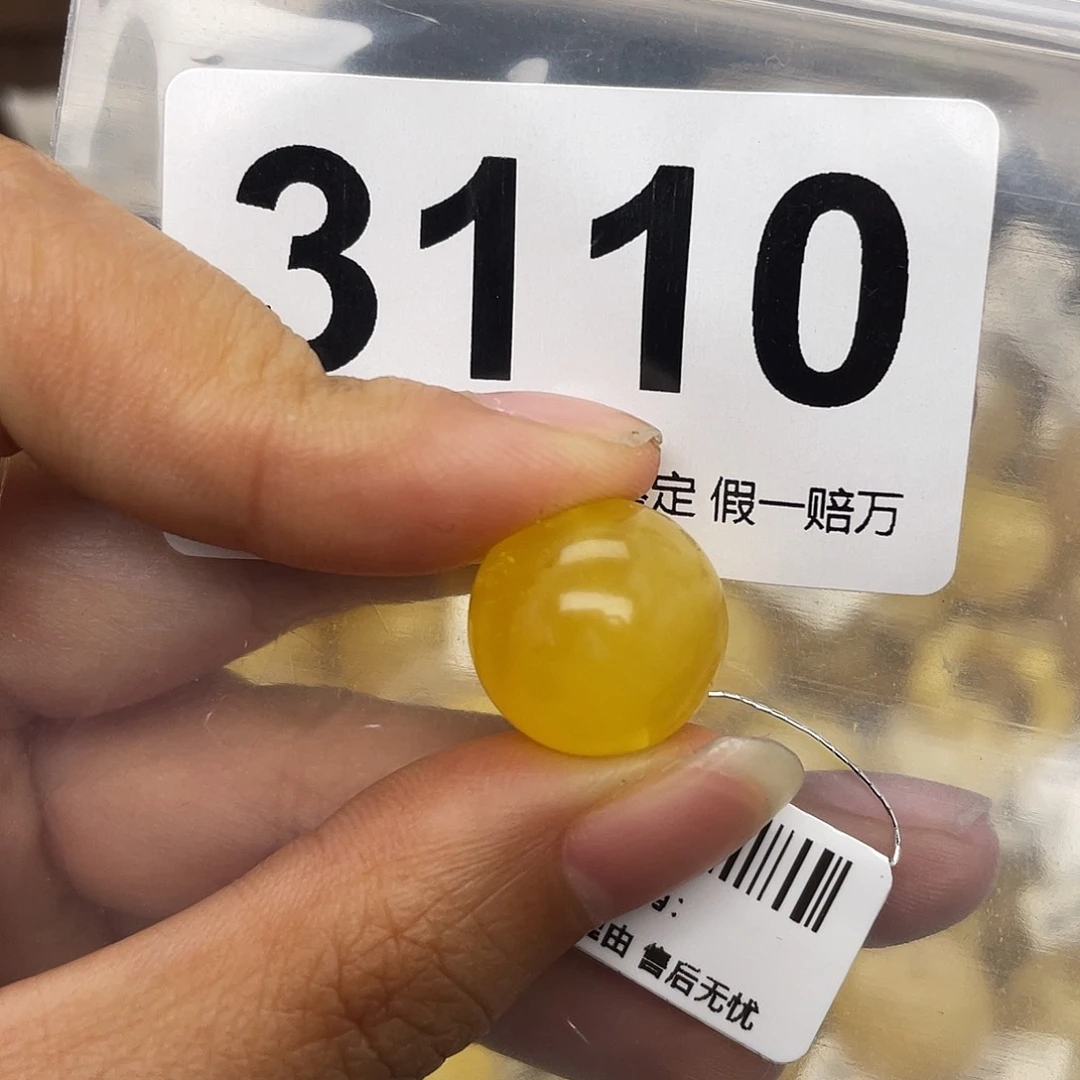 3110
定 假一赔万
由 售后无忧